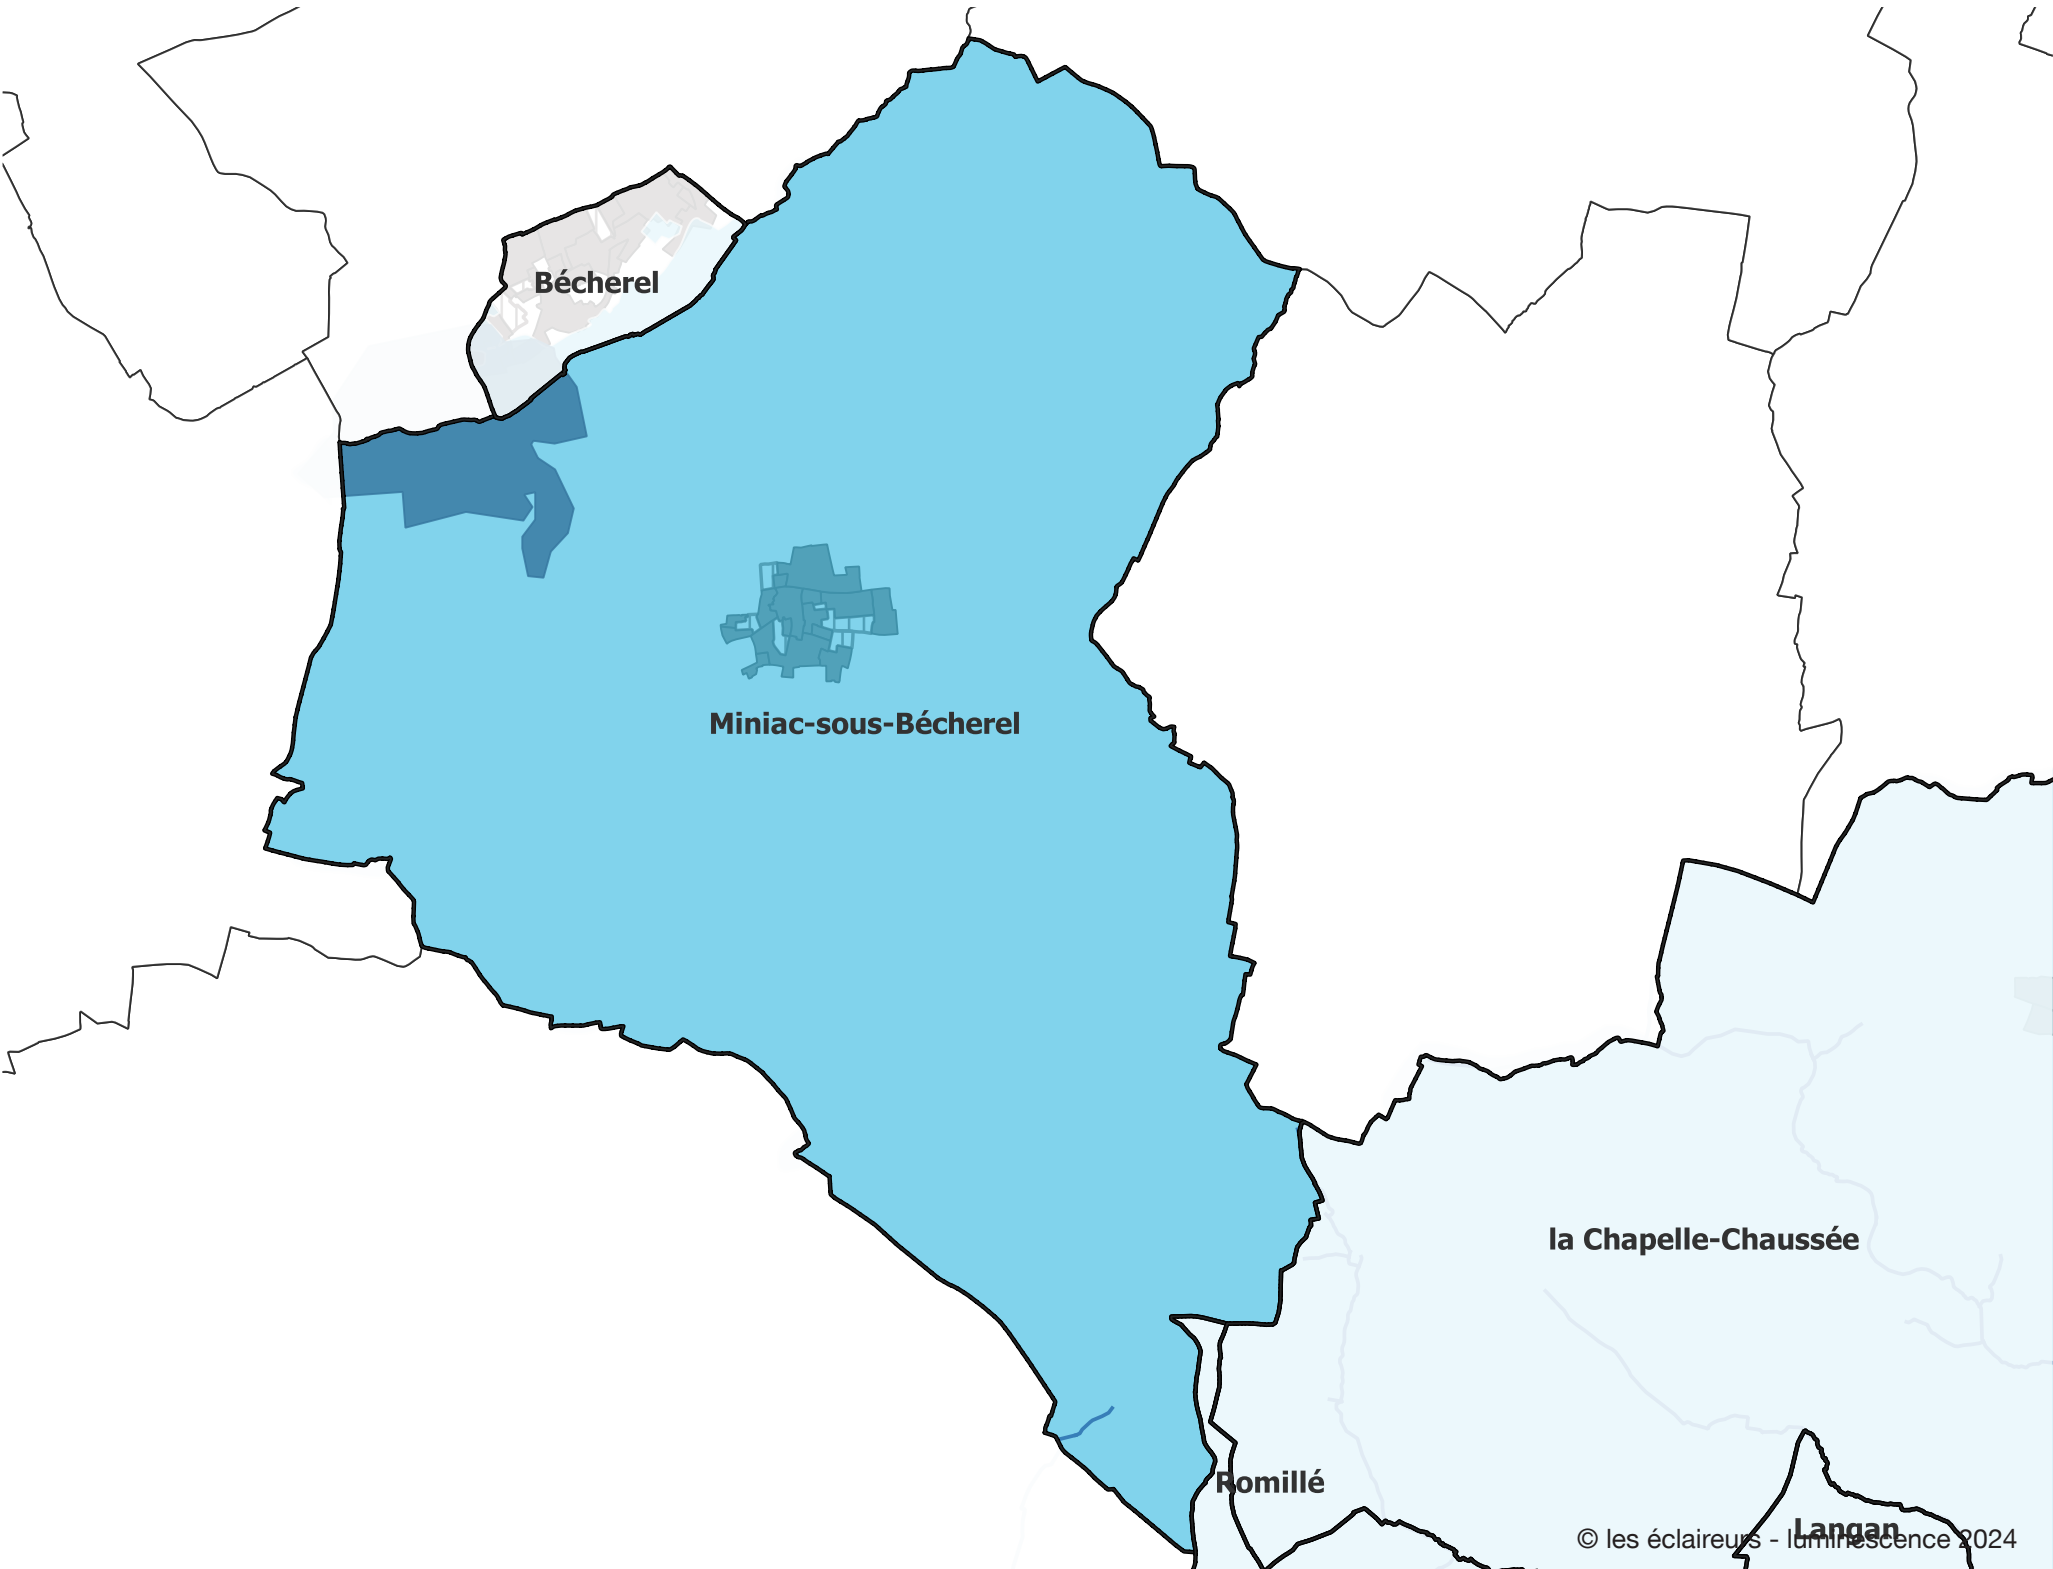 Bécherel
Miniac-sous-Bécherel
la Chapelle-Chaussée
Romillé
Langan
© les éclaireurs - luminescence 2024